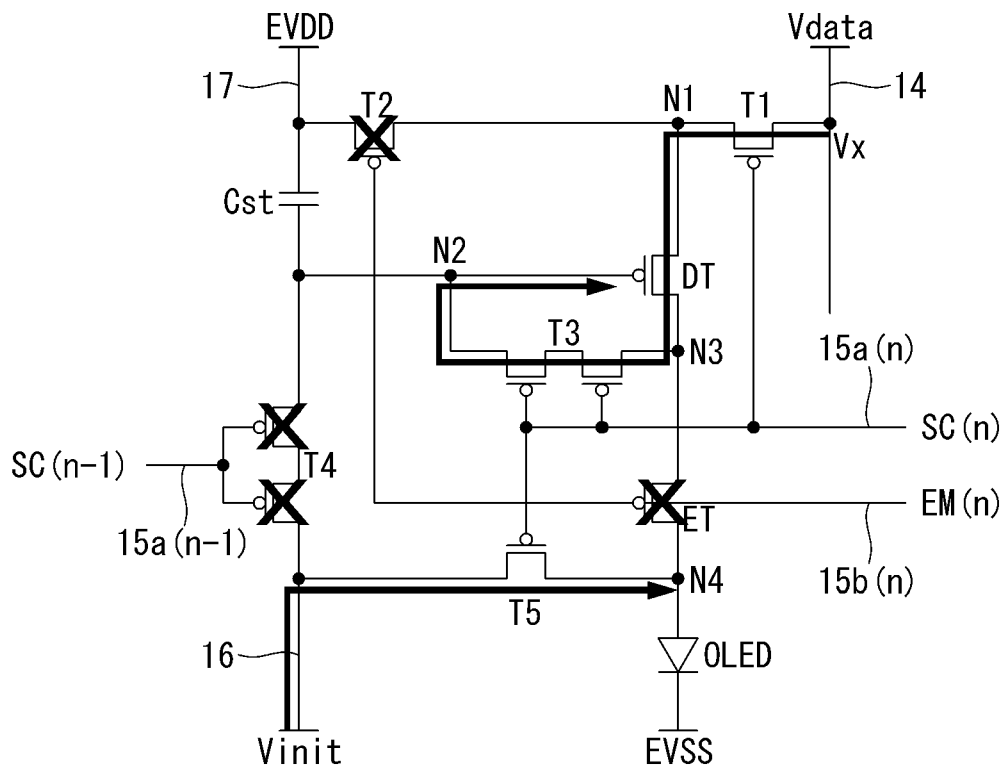 EVDD
Vdata
17
T2
N1
T1
14
Vx
Cst
N2
DT
T3
N3
15a(n)
SC(n)
SC(n-1)
T4
15a(n-1)
EM(n)
ET
15b(n)
N4
T5
16
OLED
Vinit
EVSS